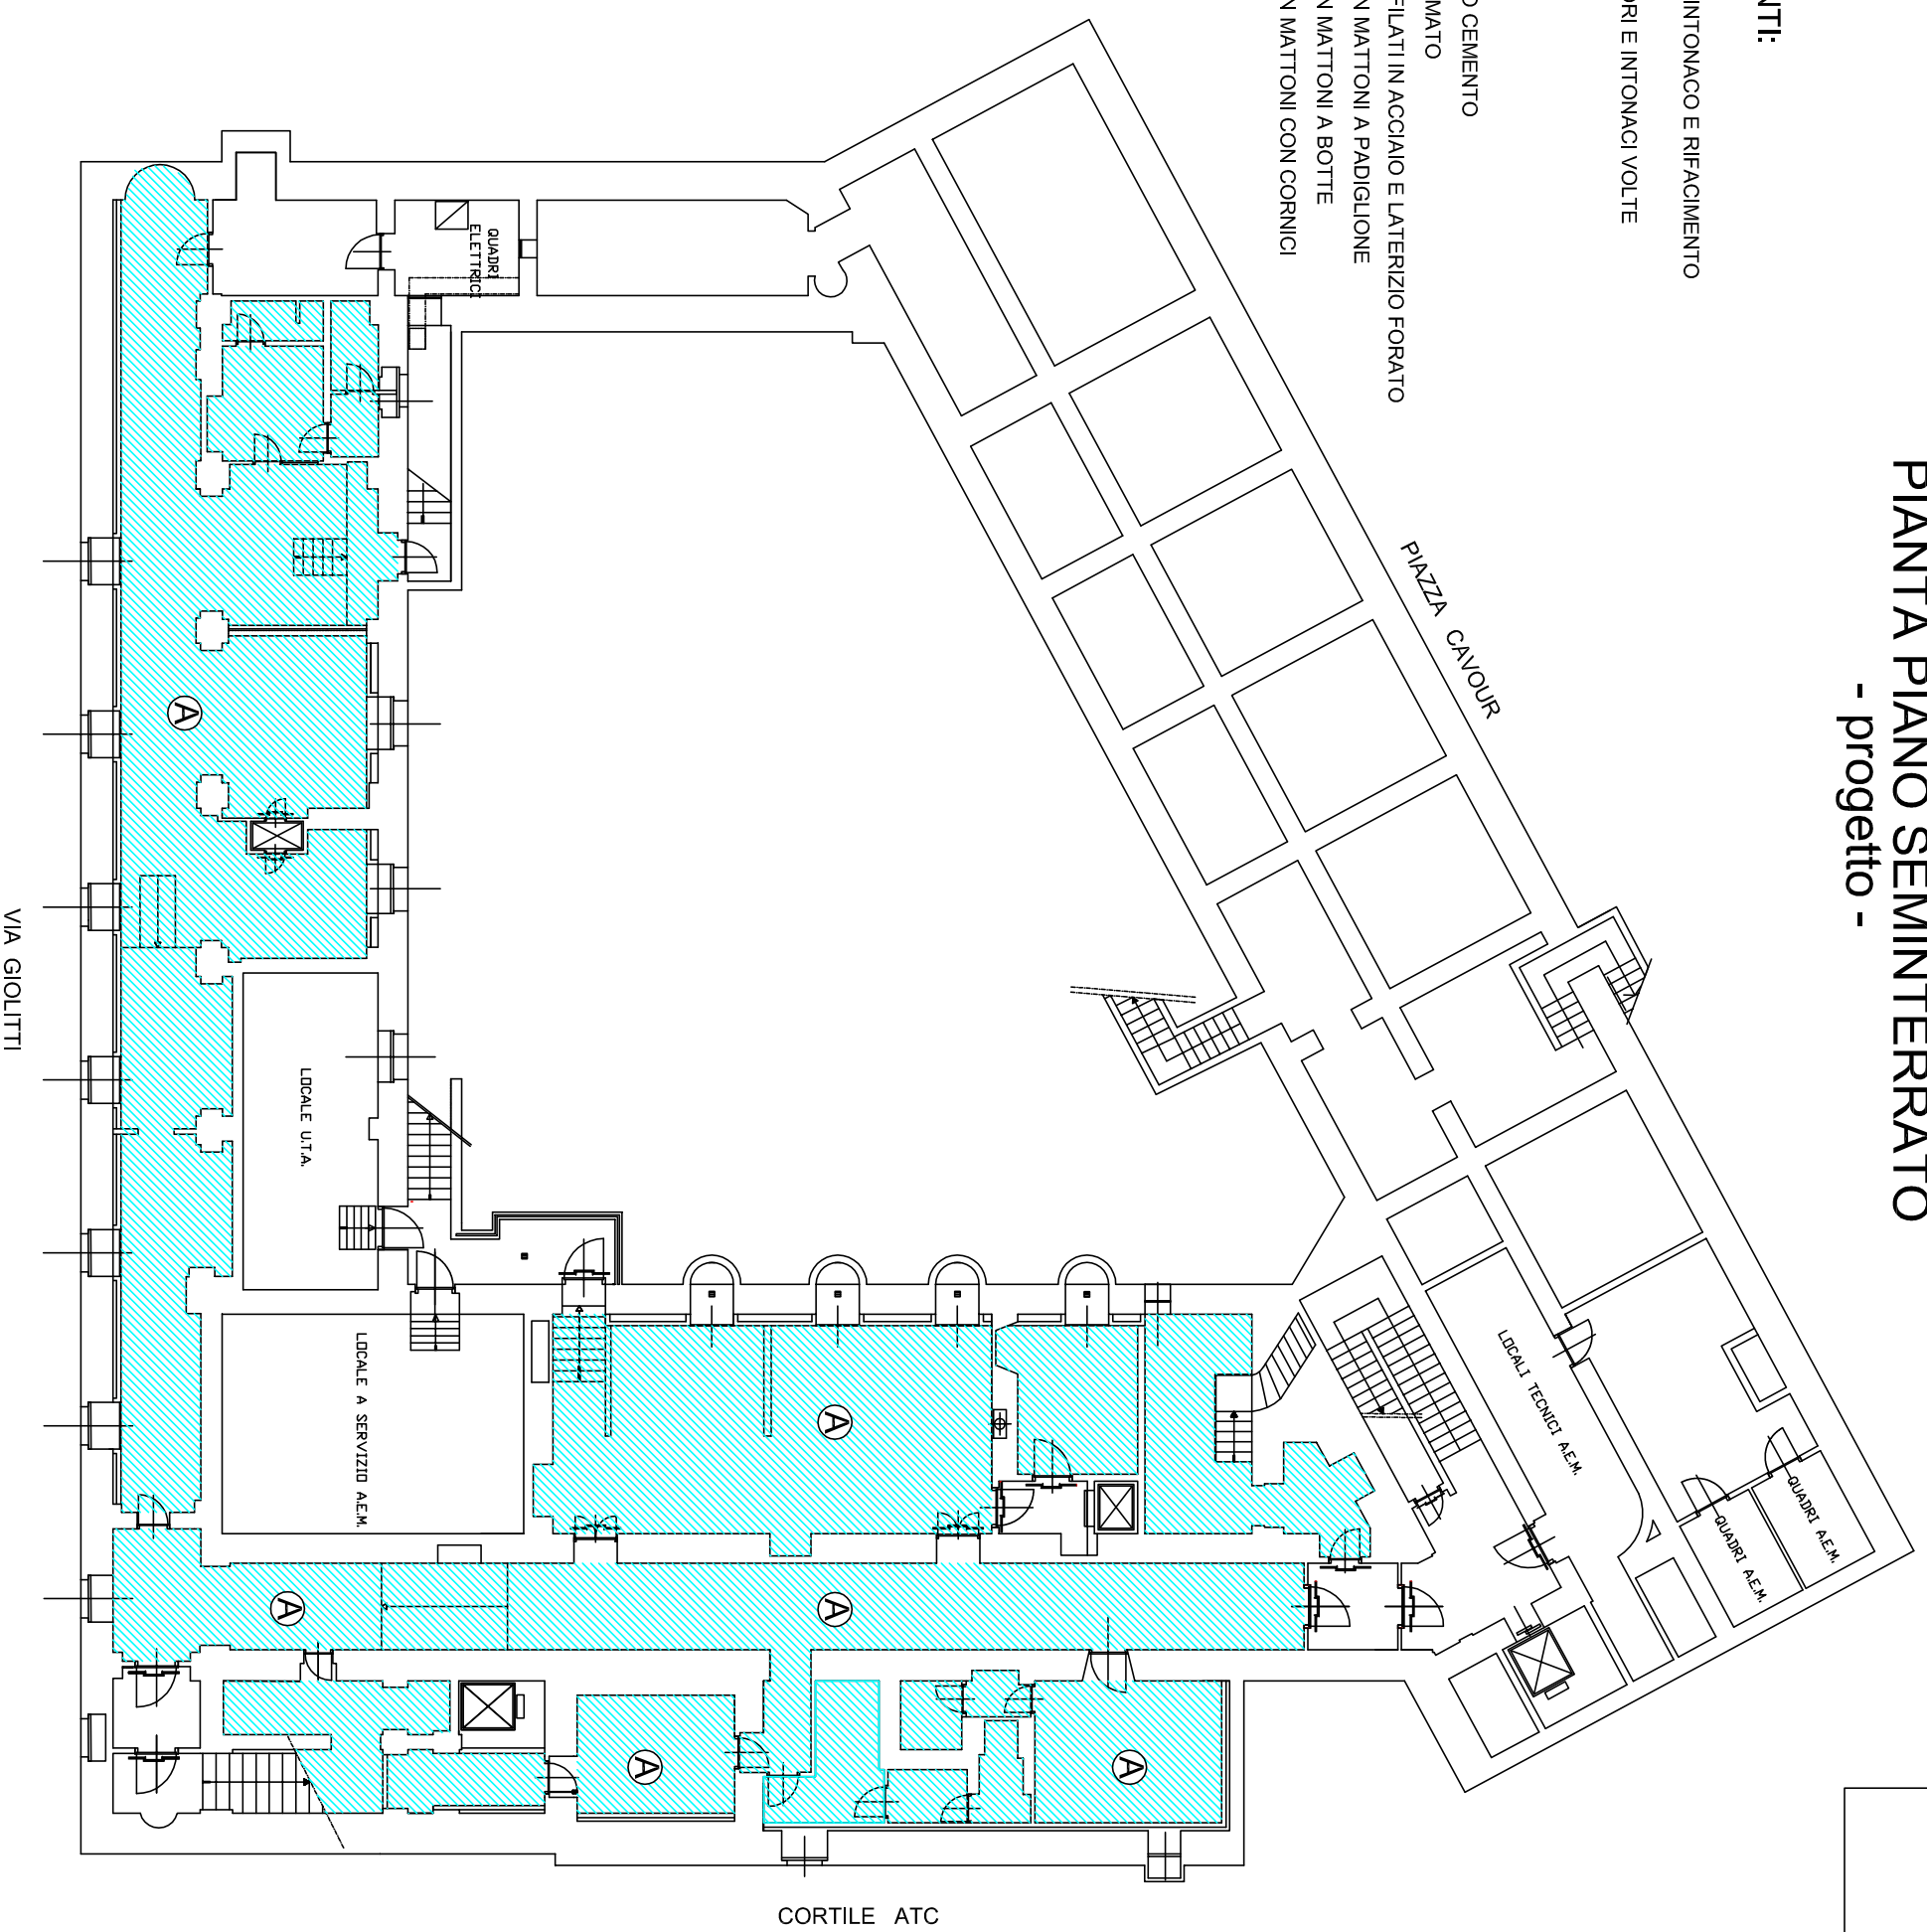 PIANTA PIANO SEMINTERRATO
- progetto -
NTI:
INTONACO E RIFACIMENTO
ORI E INTONACI VOLTE
O CEMENTO
MATO
FILATI IN ACCIAIO E LATERIZIO FORATO
N MATTONI A PADIGLIONE
N MATTONI A BOTTE
N MATTONI CON CORNICI
PIAZZA CAVOUR
QUADRI
ELETTRICI
A
LOCALE U.T.A.
LOCALE A SERVIZIO A.E.M.
LOCALI TECNICI A.E.M.
QUADRI A.E.M.
QUADRI A.E.M.
A
A
A
A
A
VIA GIOLITTI
CORTILE ATC